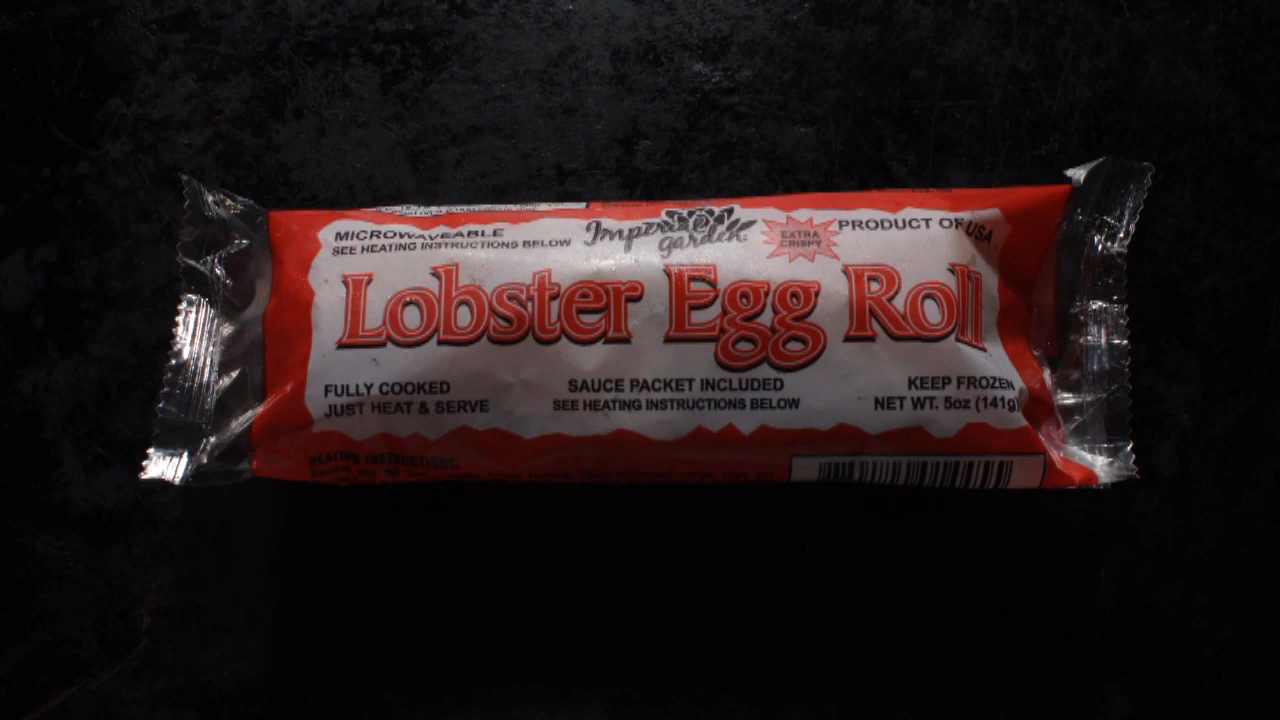 MICROWAVEABLE
SEE HEATING INSTRUCTIONS BELOW
Imperial garden
EXTRA
CRISPY
PRODUCT OF USA
Lobster Egg Roll
FULLY COOKED
JUST HEAT & SERVE
SAUCE PACKET INCLUDED
SEE HEATING INSTRUCTIONS BELOW
KEEP FROZEN
NET WT. 5oz (141g)
HEATING INSTRUCTIONS: